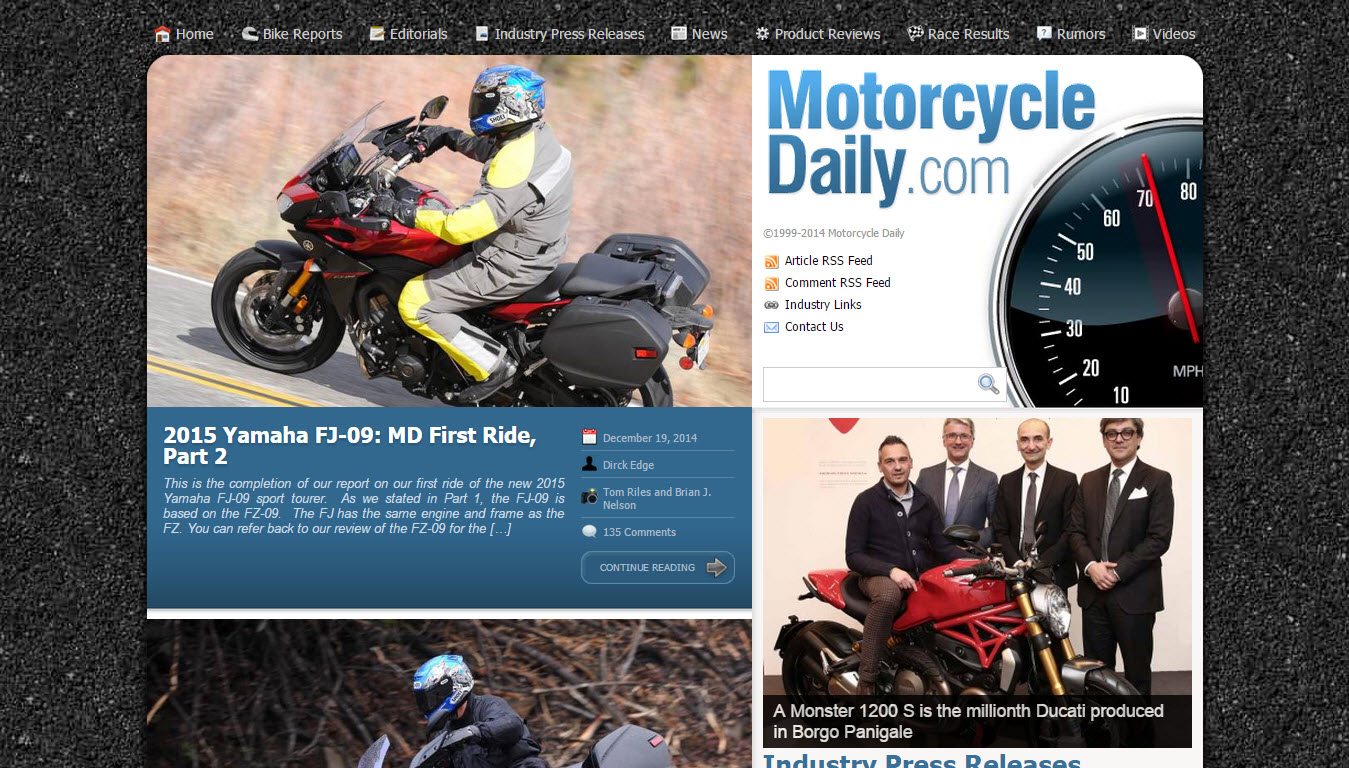 Home
Bike Reports
Editorials
Industry Press Releases
News
Product Reviews
Race Results
Rumors
Videos
SHOEI
Motorcycle
Daily.com
©1999-2014 Motorcycle Daily
Article RSS Feed
Comment RSS Feed
Industry Links
Contact Us
80
70
60
50
40
30
20
10
MPH
2015 Yamaha FJ-09: MD First Ride,
Part 2
This is the completion of our report on our first ride of the new 2015
Yamaha FJ-09 sport tourer. As we stated in Part 1, the FJ-09 is
based on the FZ-09. The FJ has the same engine and frame as the
FZ. You can refer back to our review of the FZ-09 for the [...]
December 19, 2014
Dirck Edge
Tom Riles and Brian J.
Nelson
135 Comments
CONTINUE READING
A Monster 1200 S is the millionth Ducati produced
in Borgo Panigale
Industry Press Releases